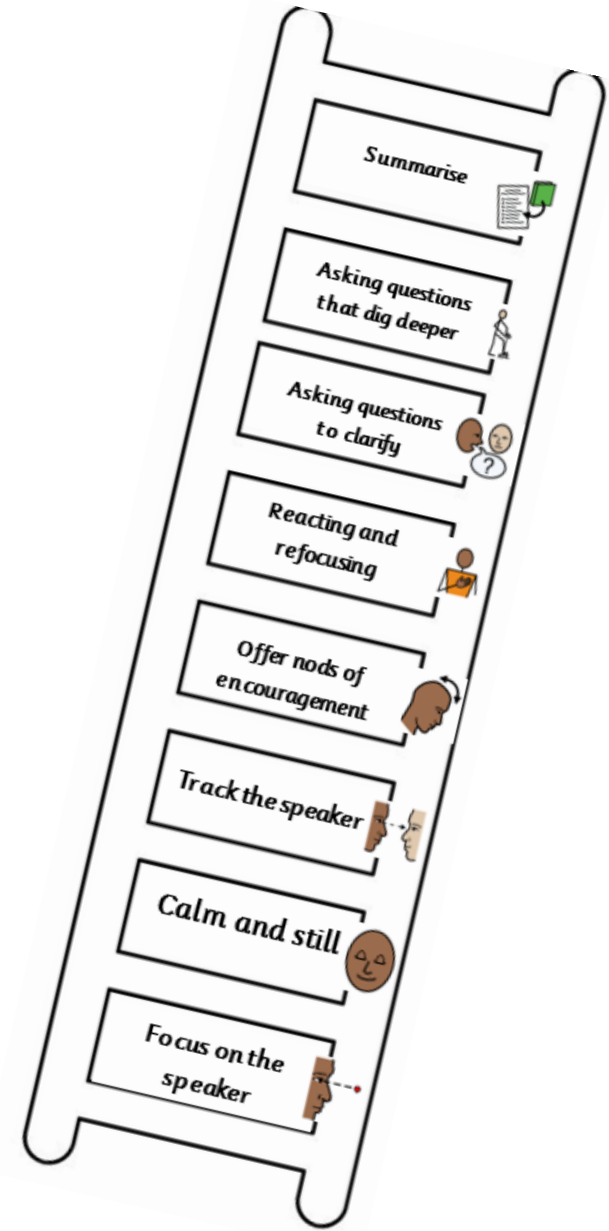 Summarise
Asking questions
that dig deeper
Asking questions
to clarify
?
Reacting and
refocusing
Offer nods of
encouragement
Track the speaker
Calm and still
Focus on the
speaker